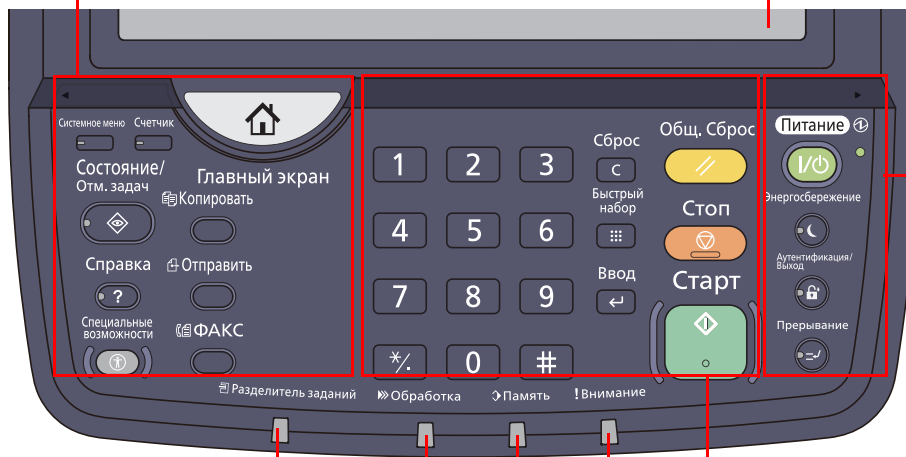 Системное меню
Счетчик
Состояние/
Отм. задач
Главный экран
Копировать
Справка
Отправить
?
Специальные
возможности
ФАКС
1 2 3
4 5 6
7 8 9
*/. 0 #
Сброс
C
Быстрый
набор
Ввод
Общ. Сброс
Стоп
Старт
Питание
Энергосбережение
Аутентификация/
Выход
Прерывание
Разделитель заданий
Обработка
Память
!Внимание